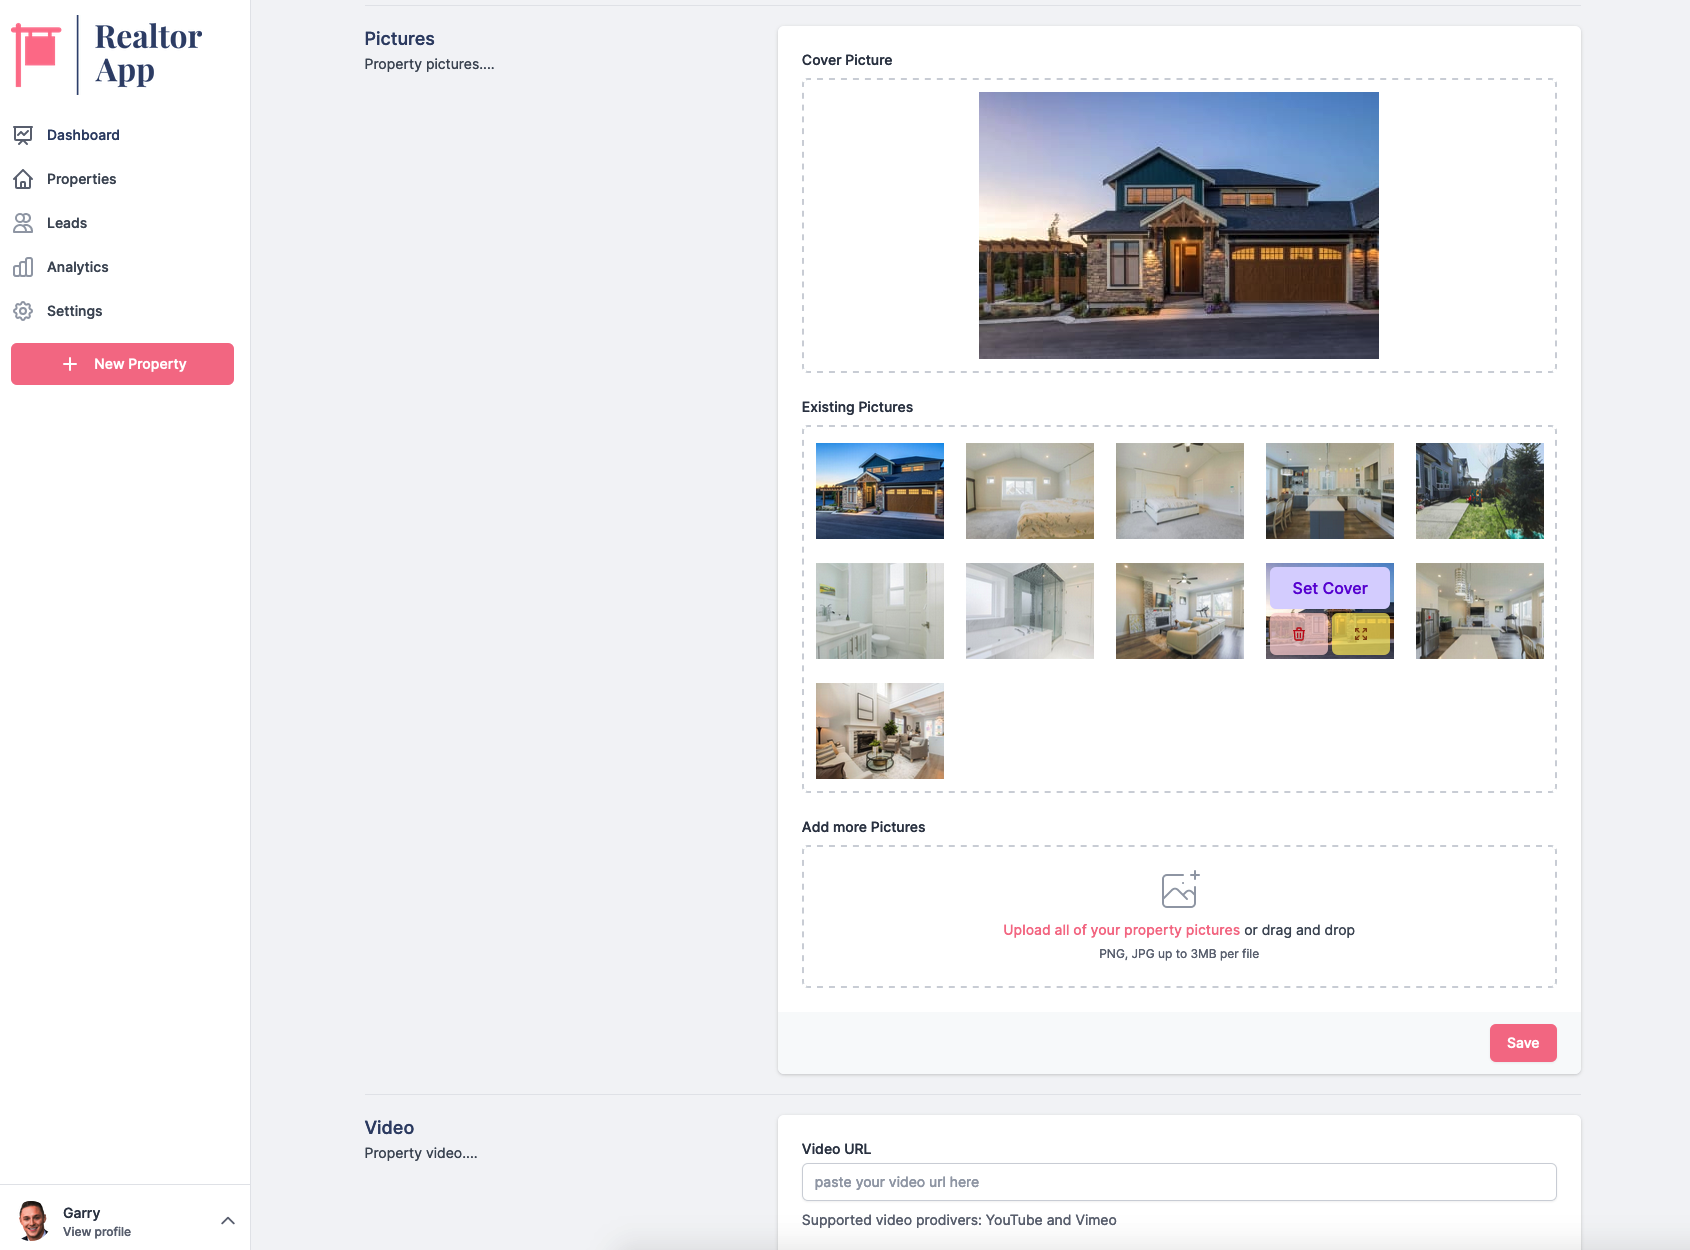 Realtor
App
Dashboard
Properties
Leads
Analytics
Settings
New Property
Garry
View profile
Pictures
Property pictures....
Cover Picture
Existing Pictures
Set Cover
Add more Pictures
Upload all of your property pictures or drag and drop
PNG, JPG up to 3MB per file
Save
Video
Property video....
Video URL
paste your video url here
Supported video prodivers: YouTube and Vimeo